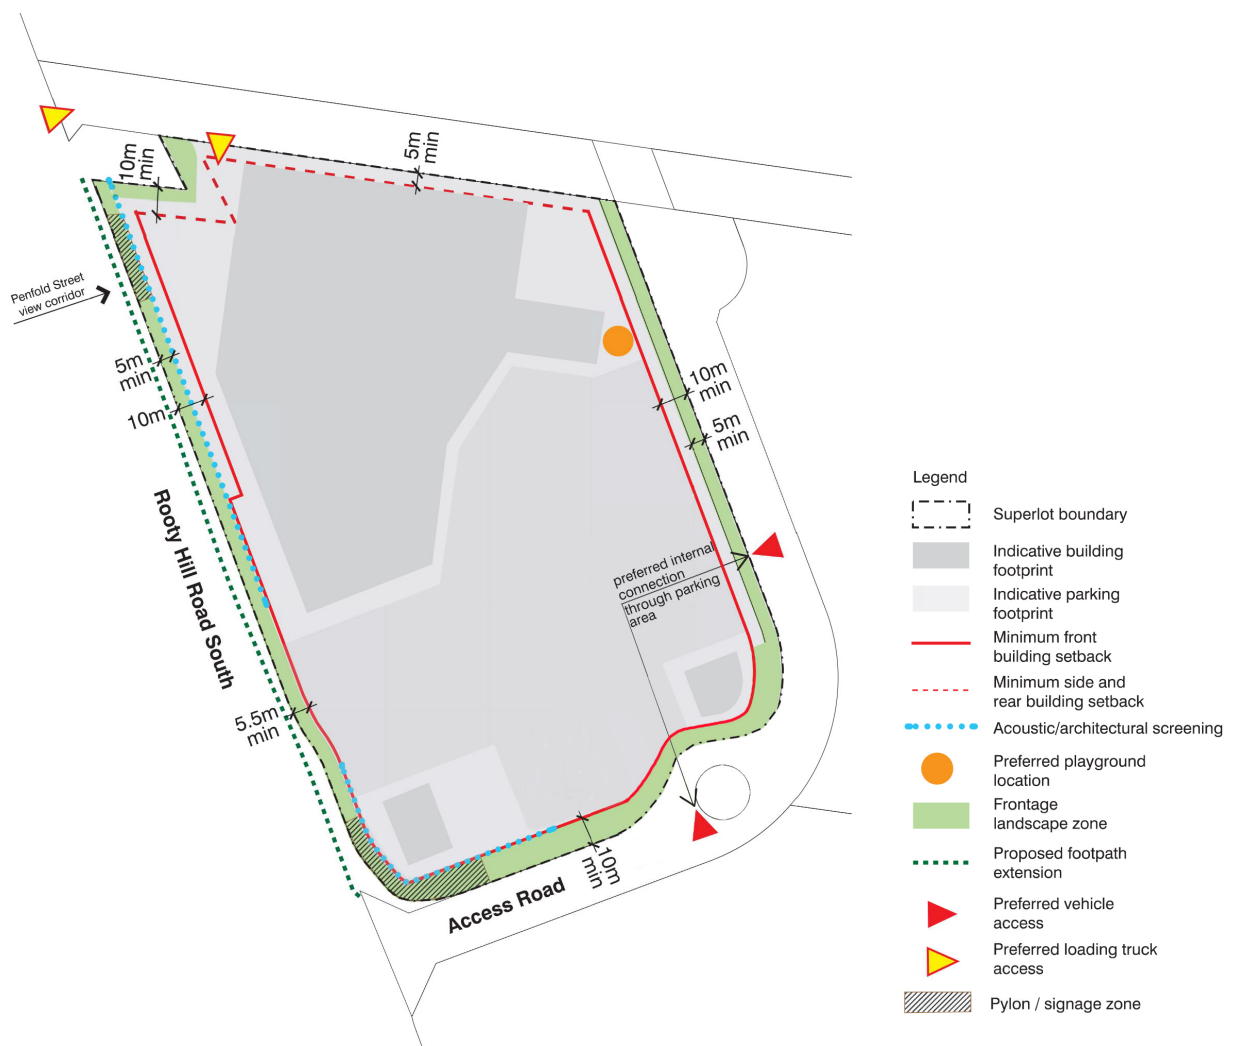 5m
min
10m
min
Penfold Street
view corridor
5m
min
10m
10m
min
5m
min
Rooty Hill Road South
preferred internal
connection
through parking
area
5.5m
min
10m
min
Access Road
Legend
Superlot boundary
Indicative building
footprint
Indicative parking
footprint
Minimum front
building setback
Minimum side and
rear building setback
Acoustic/architectural screening
Preferred playground
location
Frontage
landscape zone
Proposed footpath
extension
Preferred vehicle
access
Preferred loading truck
access
Pylon / signage zone